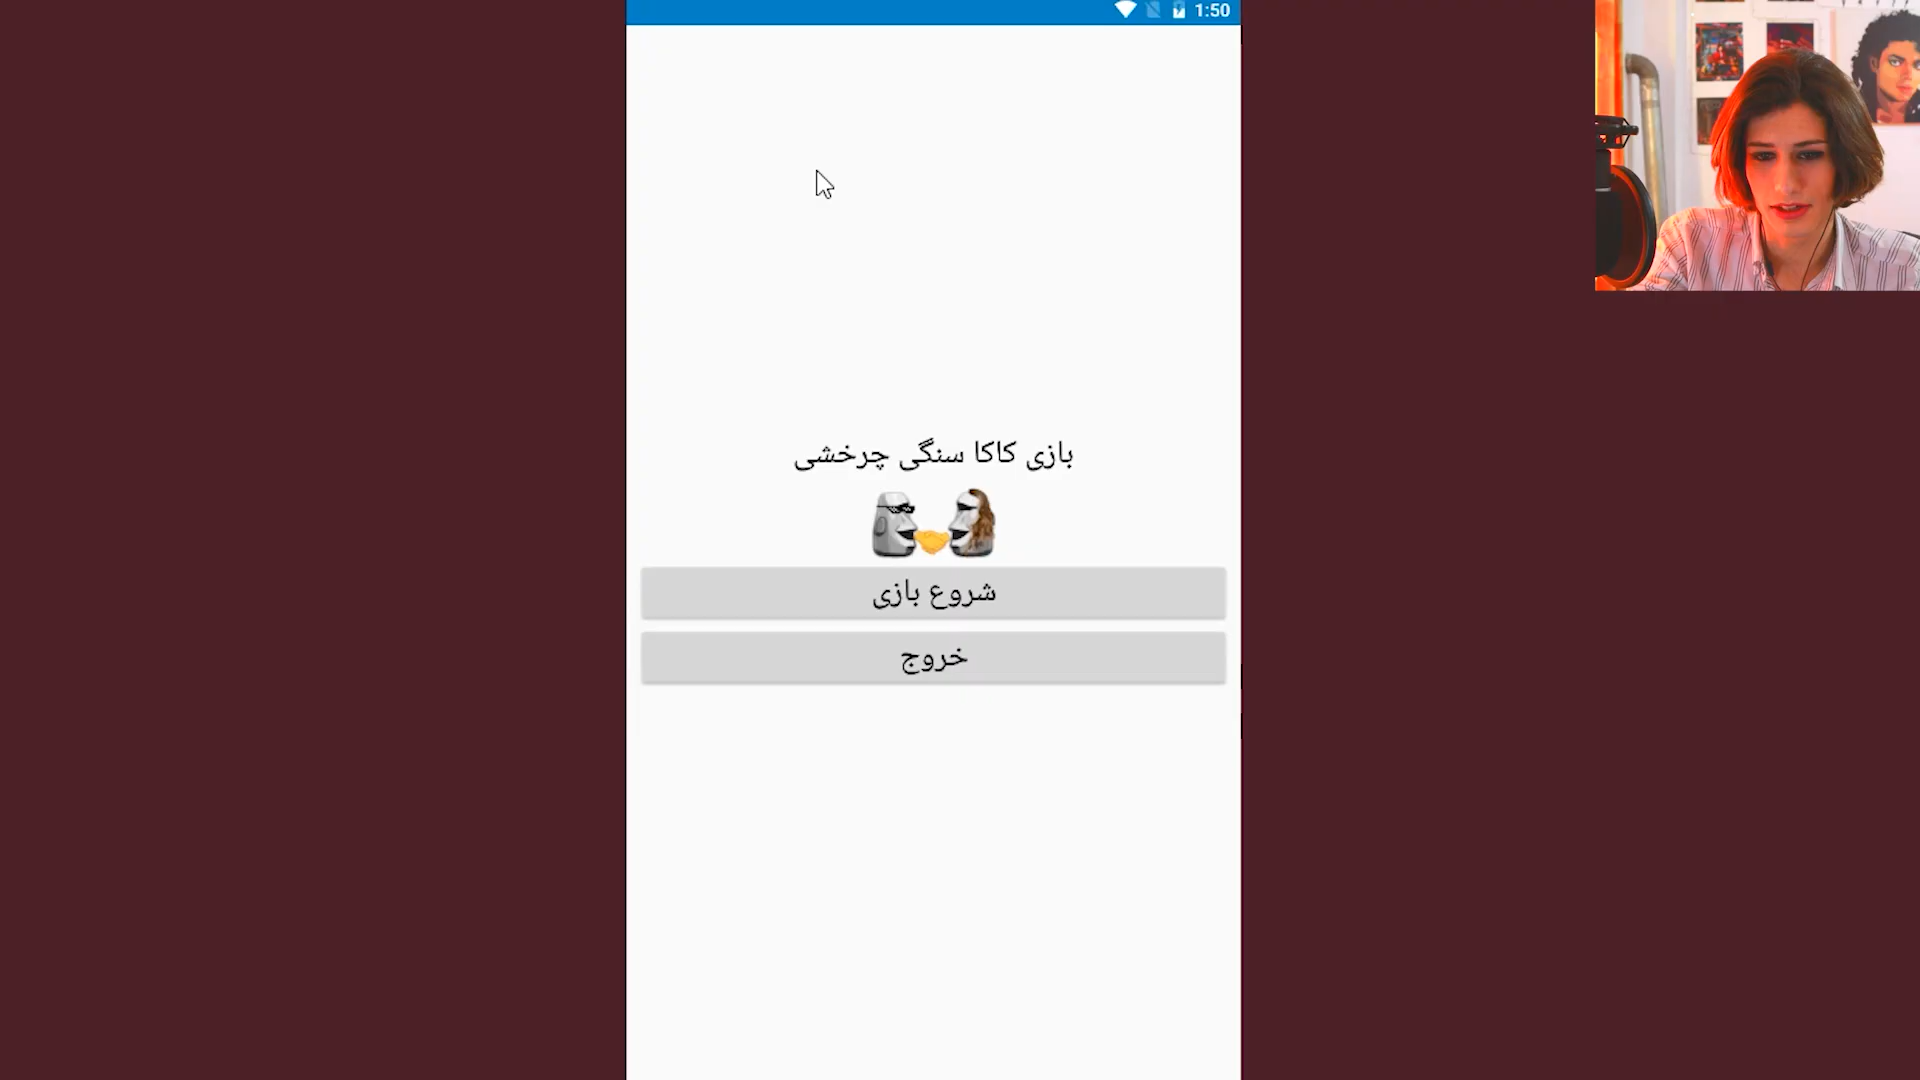 1:50
بازی کاکا سنگی چرخشی
شروع بازی
خروج